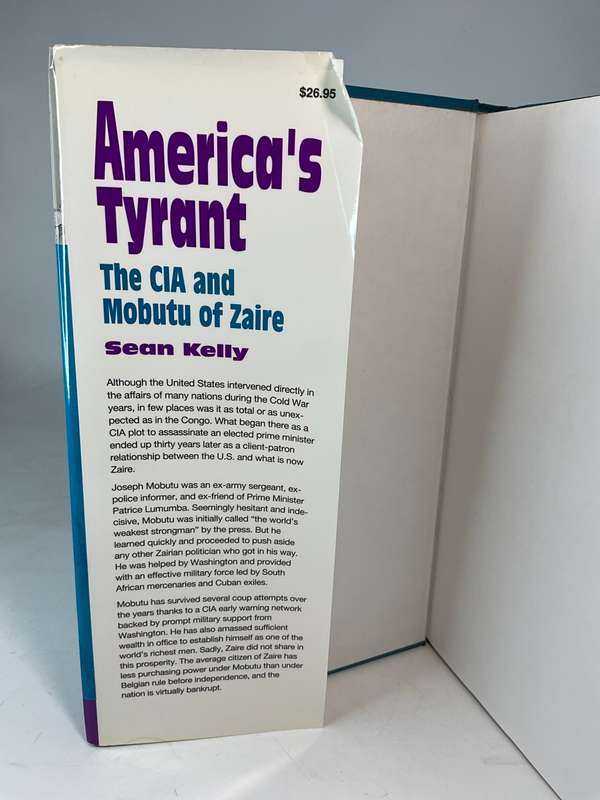 $26.95
America's
Tyrant
The CIA and
Mobutu of Zaire
Sean Kelly
Although the United States intervened directly in
the affairs of many nations during the Cold War
years, in few places was it as total or as unex-
pected as in the Congo. What began there as a
CIA plot to assassinate an elected prime minister
ended up thirty years later as a client-patron
relationship between the U.S. and what is now
Zaire.
Joseph Mobutu was an ex-army sergeant, ex-
police informer, and ex-friend of Prime Minister
Patrice Lumumba. Seemingly hesitant and inde-
cisive, Mobutu was initially called "the world's
weakest strongman" by the press. But he
learned quickly and proceeded to push aside
any other Zairian politician who got in his way.
He was helped by Washington and provided
with an effective military force led by South
African mercenaries and Cuban exiles.
Mobutu has survived several coup attempts over
the years thanks to a CIA early warning network
backed by prompt military support from
Washington. He has also amassed sufficient
wealth in office to establish himself as one of the
world's richest men. Sadly, Zaire did not share in
this prosperity. The average citizen of Zaire has
less purchasing power under Mobutu than under
Belgian rule before independence, and the
nation is virtually bankrupt.